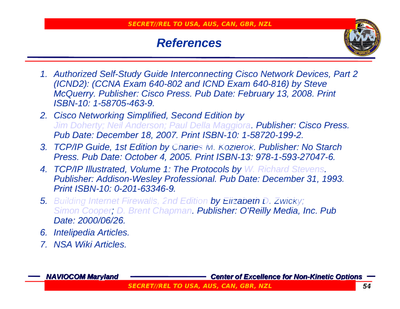 SECRET//REL TO USA, AUS, CAN, GBR, NZL
References
1. Authorized Self-Study Guide Interconnecting Cisco Network Devices, Part 2
(ICND2): (CCNA Exam 640-802 and ICND Exam 640-816) by Steve
McQuerry. Publisher: Cisco Press. Pub Date: February 13, 2008. Print
ISBN-10: 1-58705-463-9.
2. Cisco Networking Simplified, Second Edition by
Jim Doherty; Neil Anderson; Paul Della Maggiora. Publisher: Cisco Press.
Pub Date: December 18, 2007. Print ISBN-10: 1-58720-199-2.
3. TCP/IP Guide, 1st Edition by Charles M. Kozierok. Publisher: No Starch
Press. Pub Date: October 4, 2005. Print ISBN-13: 978-1-593-27047-6.
4. TCP/IP Illustrated, Volume 1: The Protocols by W. Richard Stevens.
Publisher: Addison-Wesley Professional. Pub Date: December 31, 1993.
Print ISBN-10: 0-201-63346-9.
5. Building Internet Firewalls, 2nd Edition by Elizabeth D. Zwicky;
Simon Cooper; D. Brent Chapman. Publisher: O'Reilly Media, Inc. Pub
Date: 2000/06/26.
6. Intelipedia Articles.
7. NSA Wiki Articles.
NAVIOCOM Maryland
Center of Excellence for Non-Kinetic Options
SECRET//REL TO USA, AUS, CAN, GBR, NZL
54